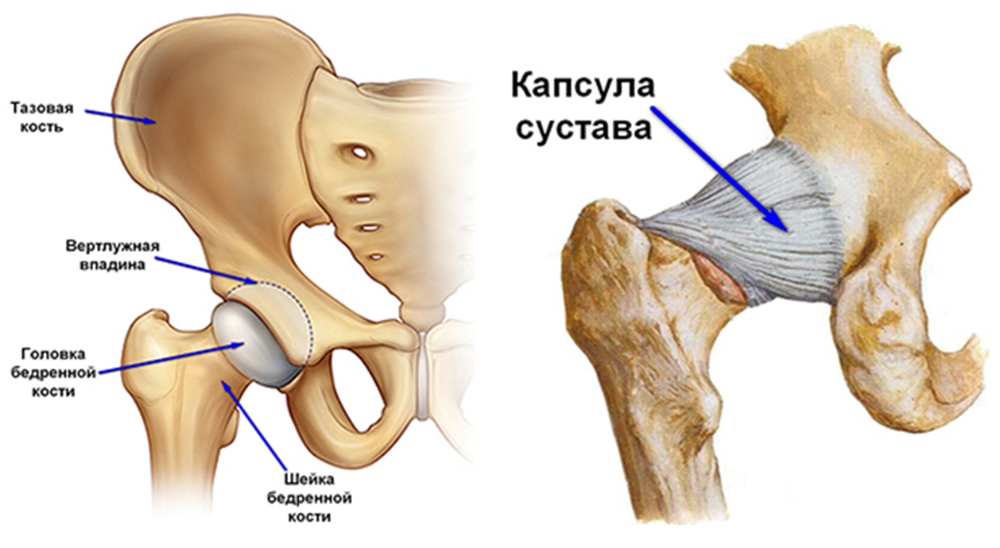 Тазовая
кость
Вертлужная
впадина
Головка
бедренной
кости
Шейка
бедренной
кости
Капсула
сустава